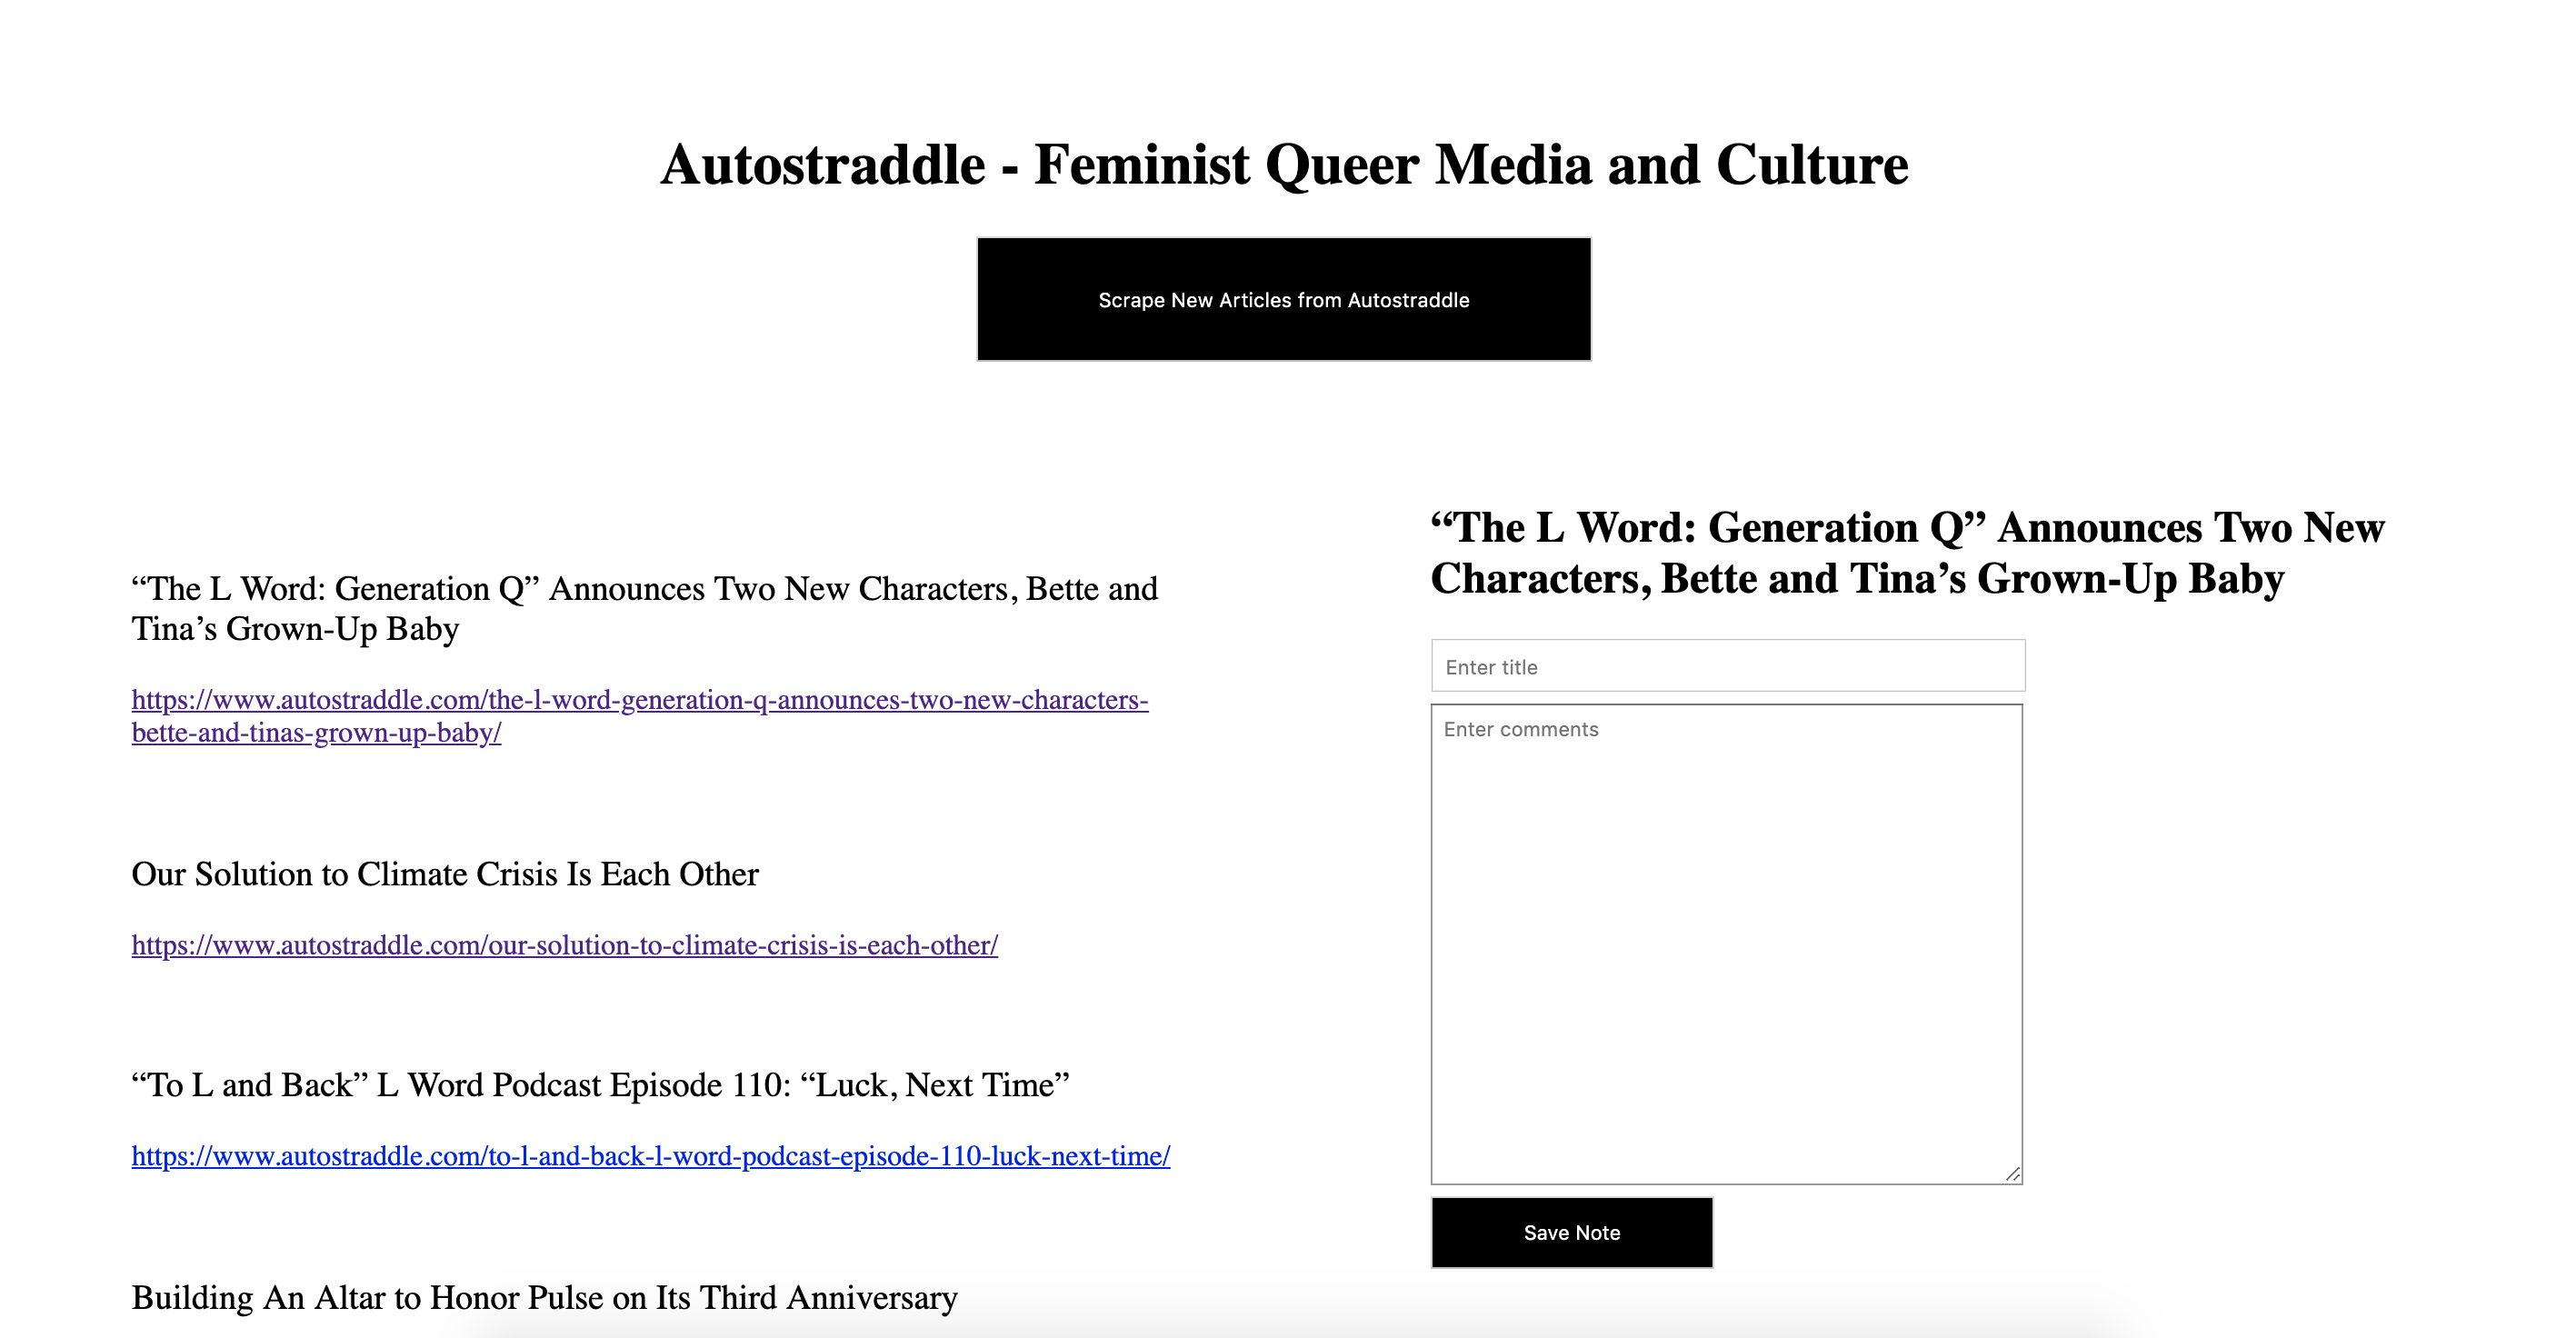 Autostraddle - Feminist Queer Media and Culture
Scrape New Articles from Autostraddle
“The L Word: Generation Q” Announces Two New Characters, Bette and
Tina’s Grown-Up Baby
https://www.autostraddle.com/the-l-word-generation-q-announces-two-new-characters-
bette-and-tinas-grown-up-baby/
Our Solution to Climate Crisis Is Each Other
https://www.autostraddle.com/our-solution-to-climate-crisis-is-each-other/
“To L and Back” L Word Podcast Episode 110: “Luck, Next Time”
https://www.autostraddle.com/to-l-and-back-l-word-podcast-episode-110-luck-next-time/
Building An Altar to Honor Pulse on Its Third Anniversary
“The L Word: Generation Q” Announces Two New
Characters, Bette and Tina’s Grown-Up Baby
Enter title
Enter comments
Save Note